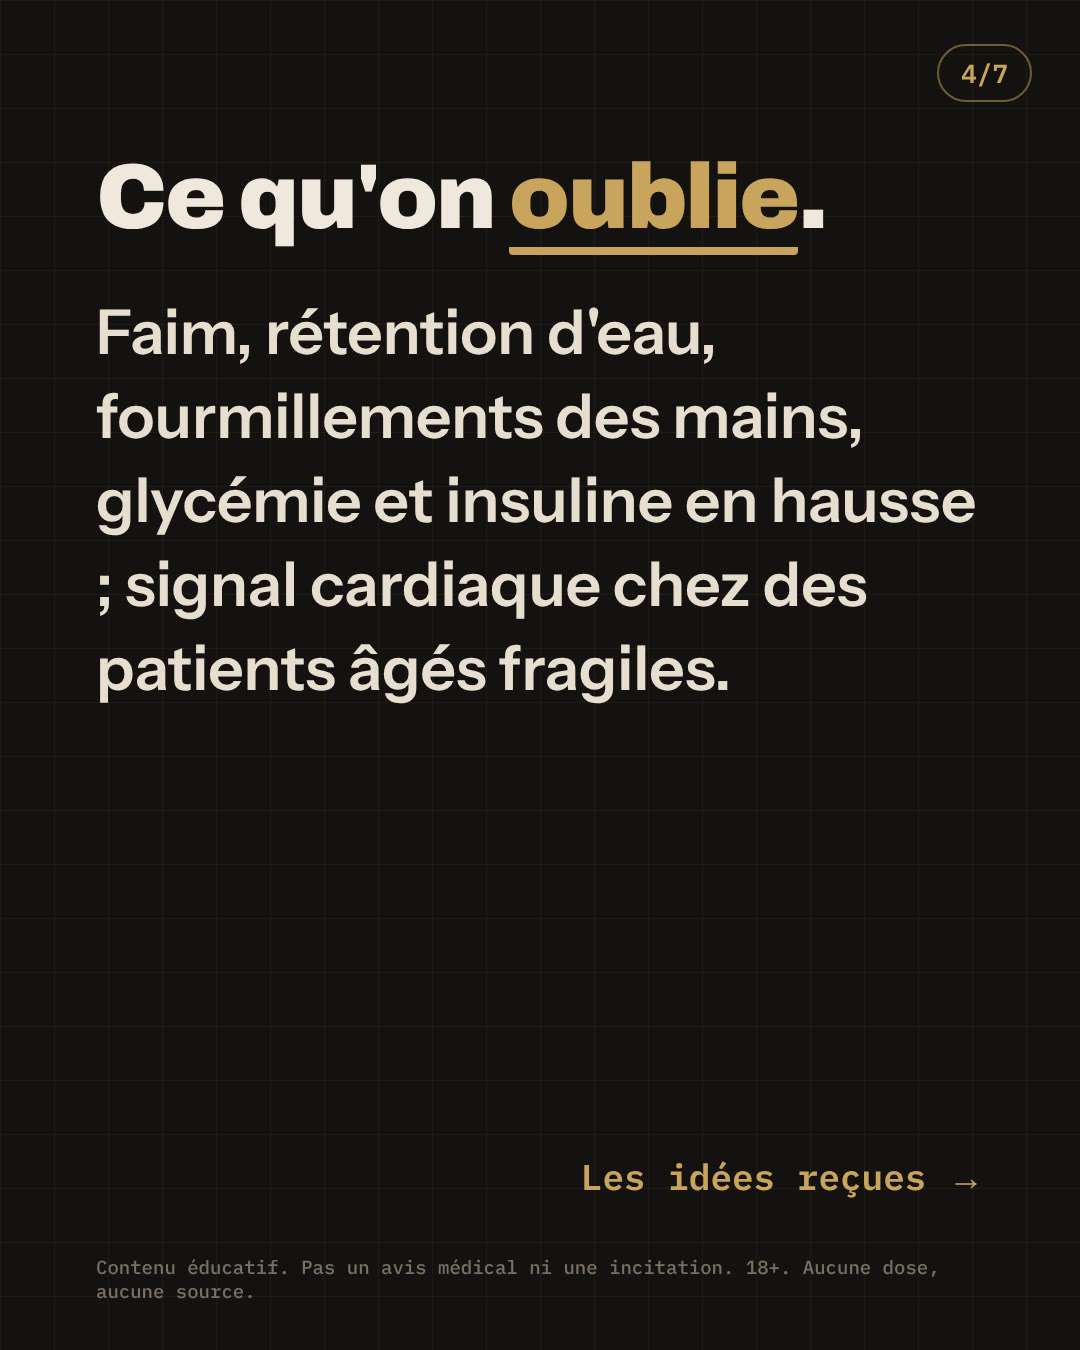 4/7
Ce qu'on oublie.
Faim, rétention d'eau,
fourmillements des mains,
glycémie et insuline en hausse
; signal cardiaque chez des
patients âgés fragiles.
Les idées reçues →
Contenu éducatif. Pas un avis médical ni une incitation. 18+. Aucune dose,
aucune source.